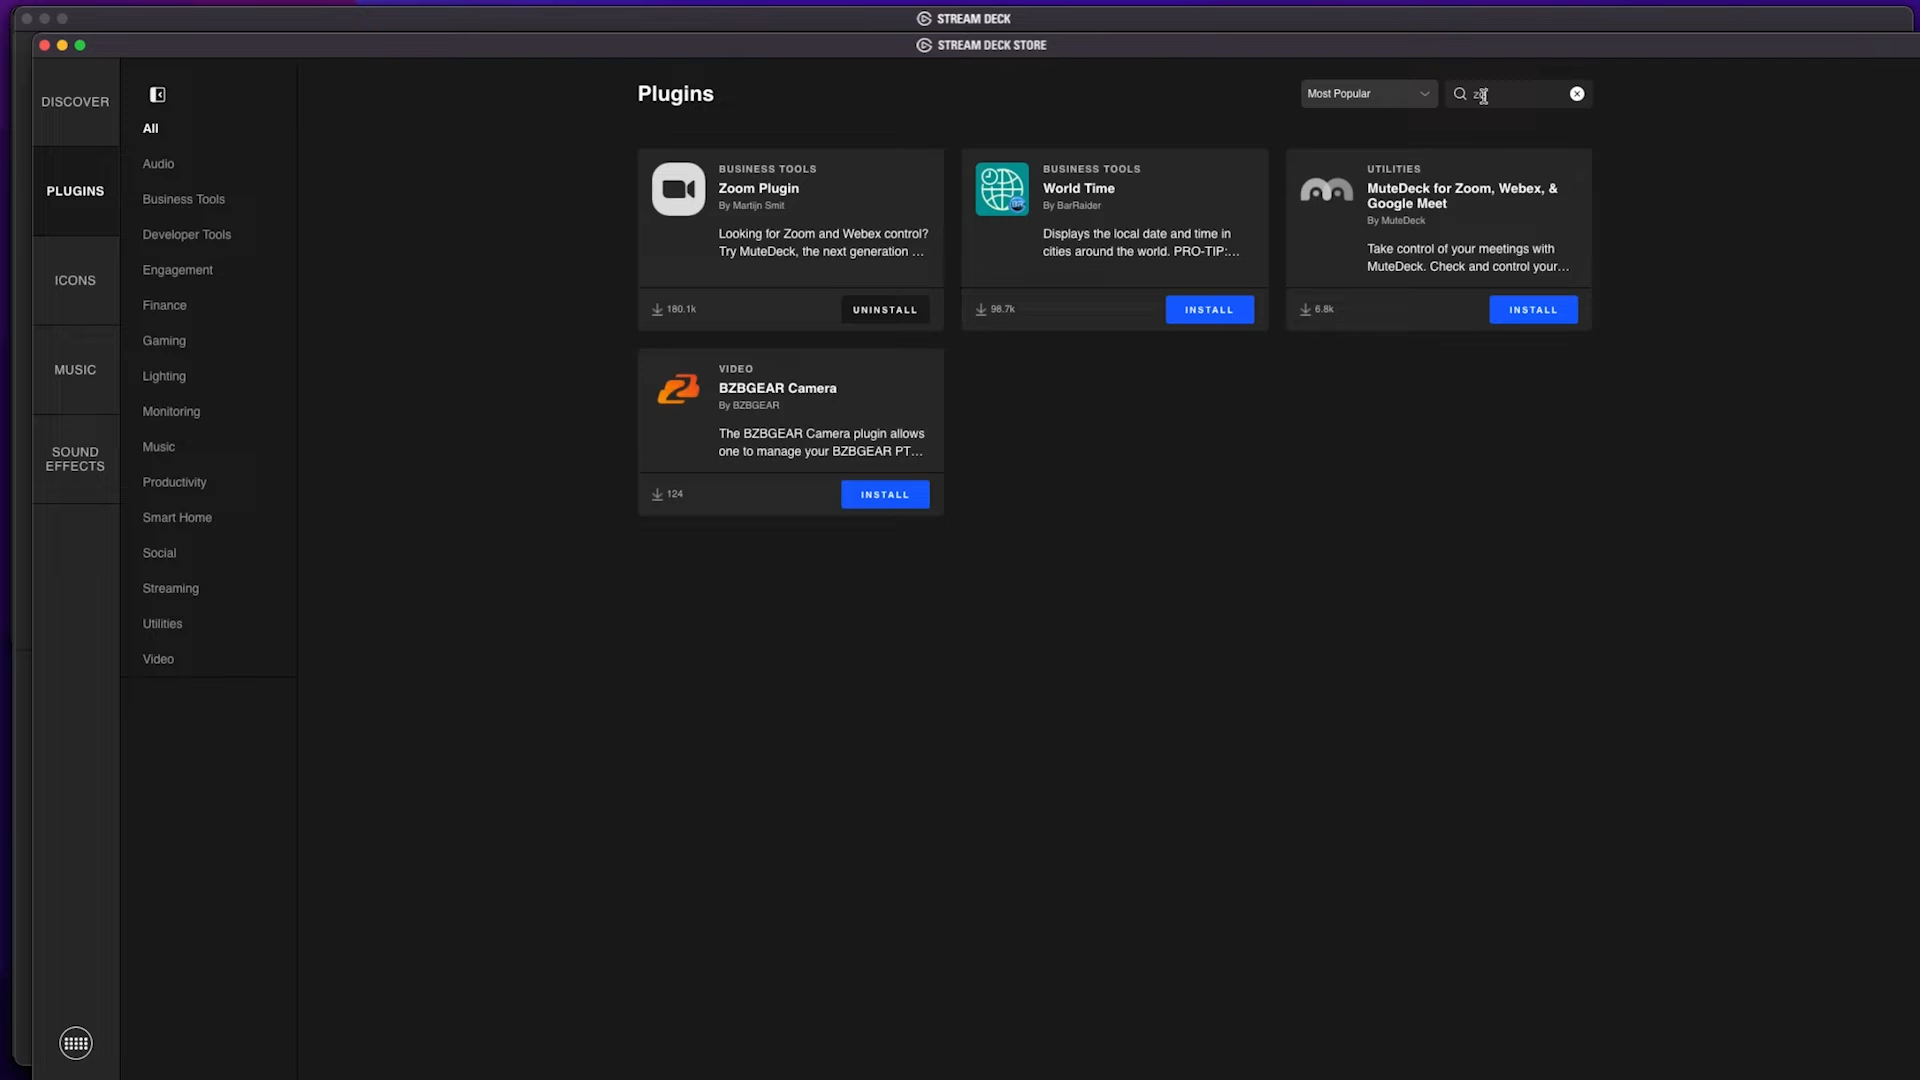 STREAM DECK
STREAM DECK STORE
DISCOVER
PLUGINS
ICONS
MUSIC
SOUND
EFFECTS
All
Audio
Business Tools
Developer Tools
Engagement
Finance
Gaming
Lighting
Monitoring
Music
Productivity
Smart Home
Social
Streaming
Utilities
Video
Plugins
Most Popular
BUSINESS TOOLS
Zoom Plugin
By Martijn Smit
Looking for Zoom and Webex control?
Try MuteDeck, the next generation ...
180.1k
UNINSTALL
BUSINESS TOOLS
World Time
By BarRaider
Displays the local date and time in
cities around the world. PRO-TIP:...
98.7k
INSTALL
UTILITIES
MuteDeck for Zoom, Webex, &
Google Meet
By MuteDeck
Take control of your meetings with
MuteDeck. Check and control your...
6.8k
INSTALL
VIDEO
BZBGEAR Camera
By BZBGEAR
The BZBGEAR Camera plugin allows
one to manage your BZBGEAR PT...
124
INSTALL